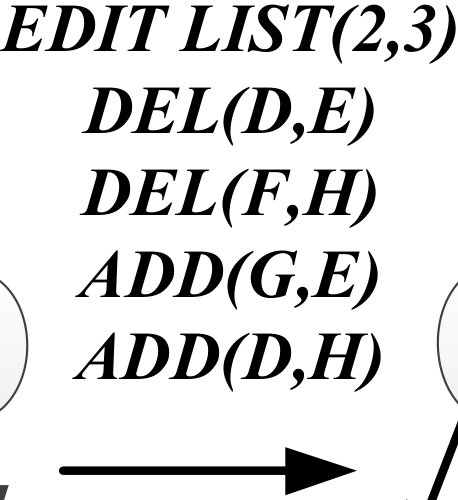 EDIT LIST(2,3)
DEL(D,E)
DEL(F,H)
ADD(G,E)
ADD(D,H)